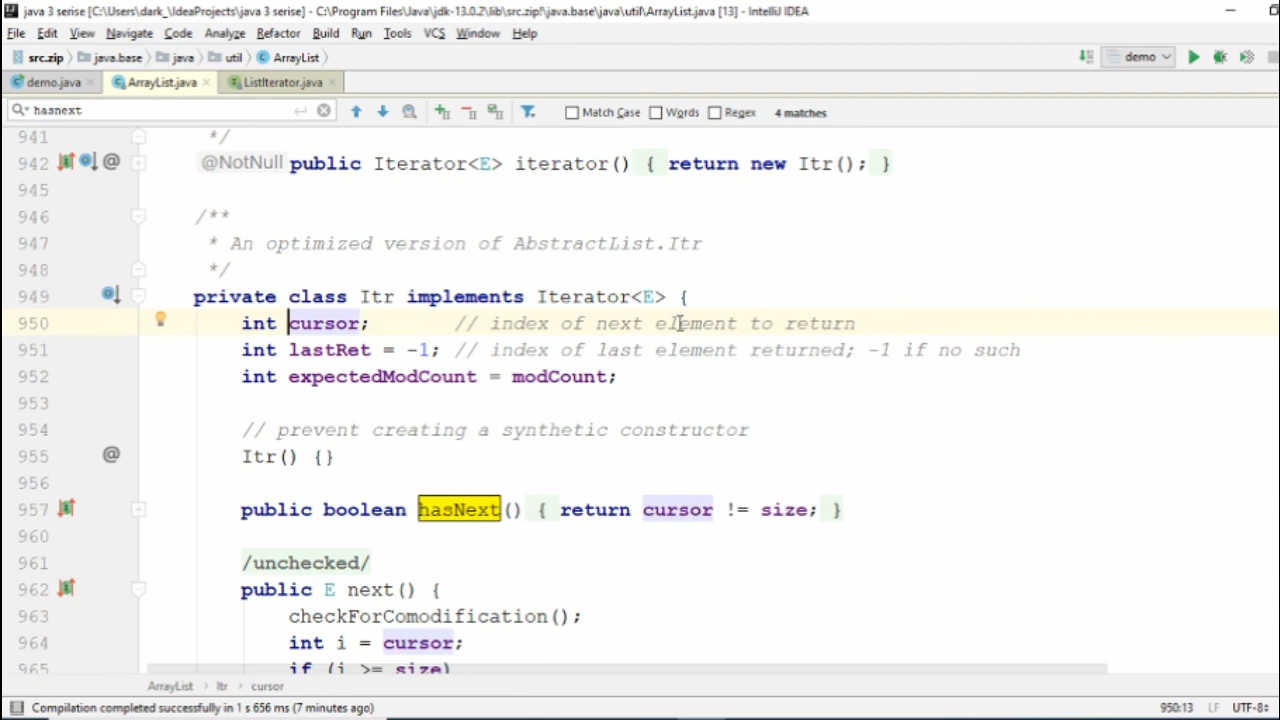 java 3 serise [C:\Users\dark_\IdeaProjects\java 3 serise] - C:\Program Files\Java\jdk-13.0.2\lib\src.zip!\java.base\java\util\ArrayList.java [13] - IntelliJ IDEA
File Edit View Navigate Code Analyze Refactor Build Run Tools VCS Window Help
src.zip java.base java util ArrayList demo
demo.java ArrayList.java ListIterator.java
hasnext Match Case Words Regex 4 matches
941 */
942 @ @NotNull public Iterator<E> iterator() { return new Itr(); }
945
946 /**
947 * An optimized version of AbstractList.Itr
948 */
949 private class Itr implements Iterator<E> {
950 int cursor; // index of next element to return
951 int lastRet = -1; // index of last element returned; -1 if no such
952 int expectedModCount = modCount;
953
954 // prevent creating a synthetic constructor
955 @ Itr() {}
956
957 public boolean hasNext() { return cursor != size; }
960
961 /unchecked/
962 public E next() {
963 checkForComodification();
964 int i = cursor;
965 if (i >= size)
ArrayList Itr cursor
Compilation completed successfully in 1 s 656 ms (7 minutes ago) 950:13 LF UTF-8